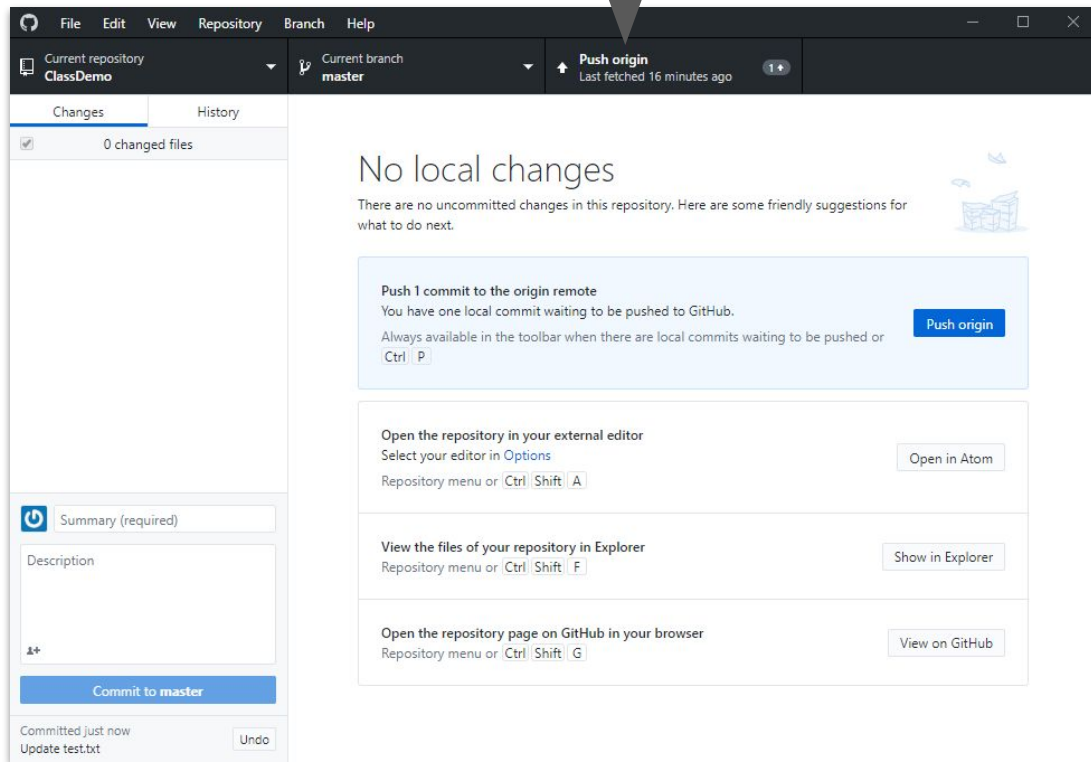 File Edit View Repository Branch Help
Current repository
ClassDemo
Current branch
master
Push origin
Last fetched 16 minutes ago
1
Changes History
0 changed files
No local changes
There are no uncommitted changes in this repository. Here are some friendly suggestions for
what to do next.
Push 1 commit to the origin remote
You have one local commit waiting to be pushed to GitHub.
Always available in the toolbar when there are local commits waiting to be pushed or
Ctrl P
Push origin
Open the repository in your external editor
Select your editor in Options
Repository menu or Ctrl Shift A
Open in Atom
View the files of your repository in Explorer
Repository menu or Ctrl Shift F
Show in Explorer
Open the repository page on GitHub in your browser
Repository menu or Ctrl Shift G
View on GitHub
Summary (required)
Description
Commit to master
Committed just now
Update test.txt
Undo